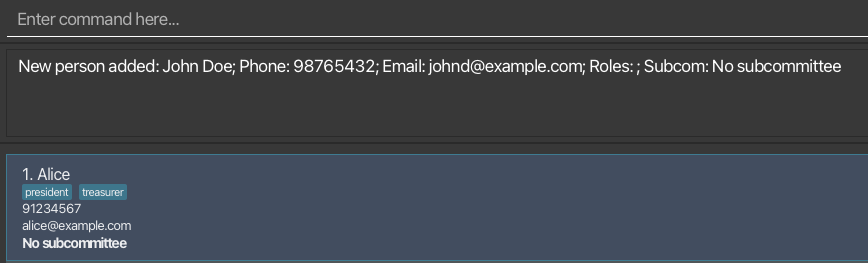 Enter command here...
New person added: John Doe; Phone: 98765432; Email: johnd@example.com; Roles: ; Subcom: No subcommittee
1. Alice
president treasurer
91234567
alice@example.com
No subcommittee